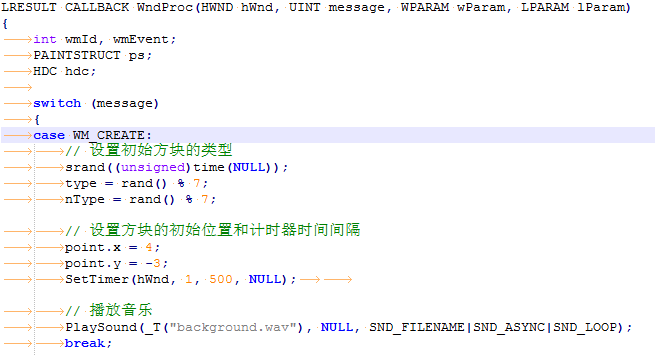 LRESULT CALLBACK WndProc(HWND hWnd, UINT message, WPARAM wParam, LPARAM lParam)
{
int wmId, wmEvent;
PAINTSTRUCT ps;
HDC hdc;
switch (message)
{
case WM_CREATE:
// 设置初始方块的类型
srand((unsigned)time(NULL));
type = rand() % 7;
nType = rand() % 7;
// 设置方块的初始位置和计时器时间间隔
point.x = 4;
point.y = -3;
SetTimer(hWnd, 1, 500, NULL);
// 播放音乐
PlaySound(_T("background.wav"), NULL, SND_FILENAME|SND_ASYNC|SND_LOOP);
break;